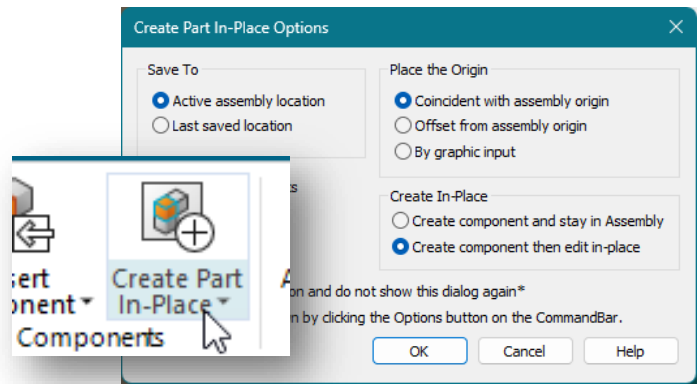 Create Part In-Place Options
Save To
Active assembly location
Last saved location
Place the Origin
Coincident with assembly origin
Offset from assembly origin
By graphic input
Create In-Place
Create component and stay in Assembly
Create component then edit in-place
on and do not show this dialog again*
by clicking the Options button on the CommandBar.
OK Cancel Help
Create Part
In-Place
Components